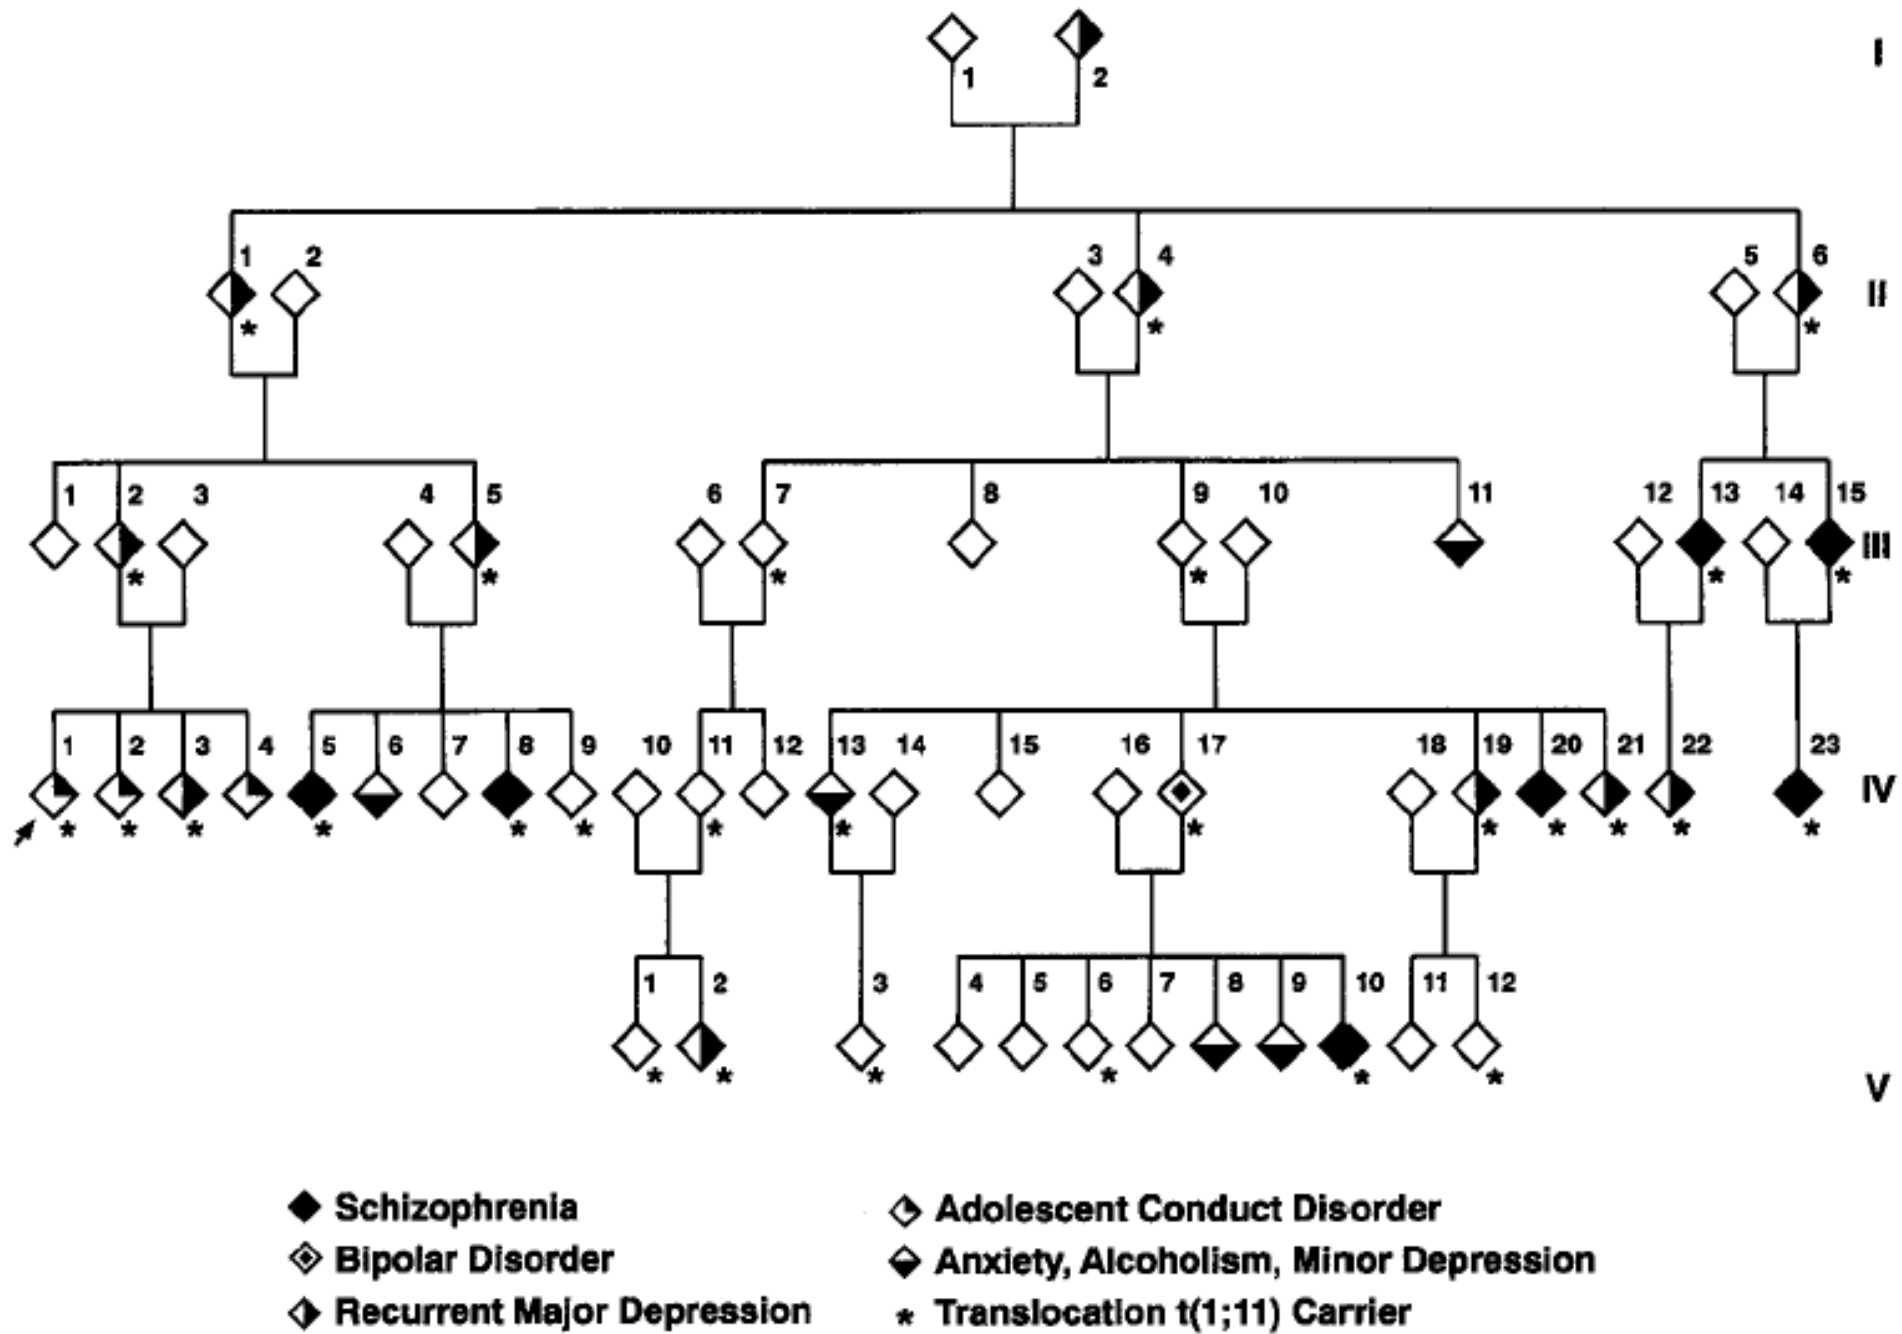 I
1 2
1 2 3 4 5 6
II
* * *
1 2 3 4 5 6 7 8 9 10 11 12 13 14 15
III
* * * * * *
1 2 3 4 5 6 7 8 9 10 11 12 13 14 15 16 17 18 19 20 21 22 23
IV
* * * * * * * * * * * * * *
1 2 3 4 5 6 7 8 9 10 11 12
* * * * * *
V
Schizophrenia
Bipolar Disorder
Recurrent Major Depression
Adolescent Conduct Disorder
Anxiety, Alcoholism, Minor Depression
* Translocation t(1;11) Carrier